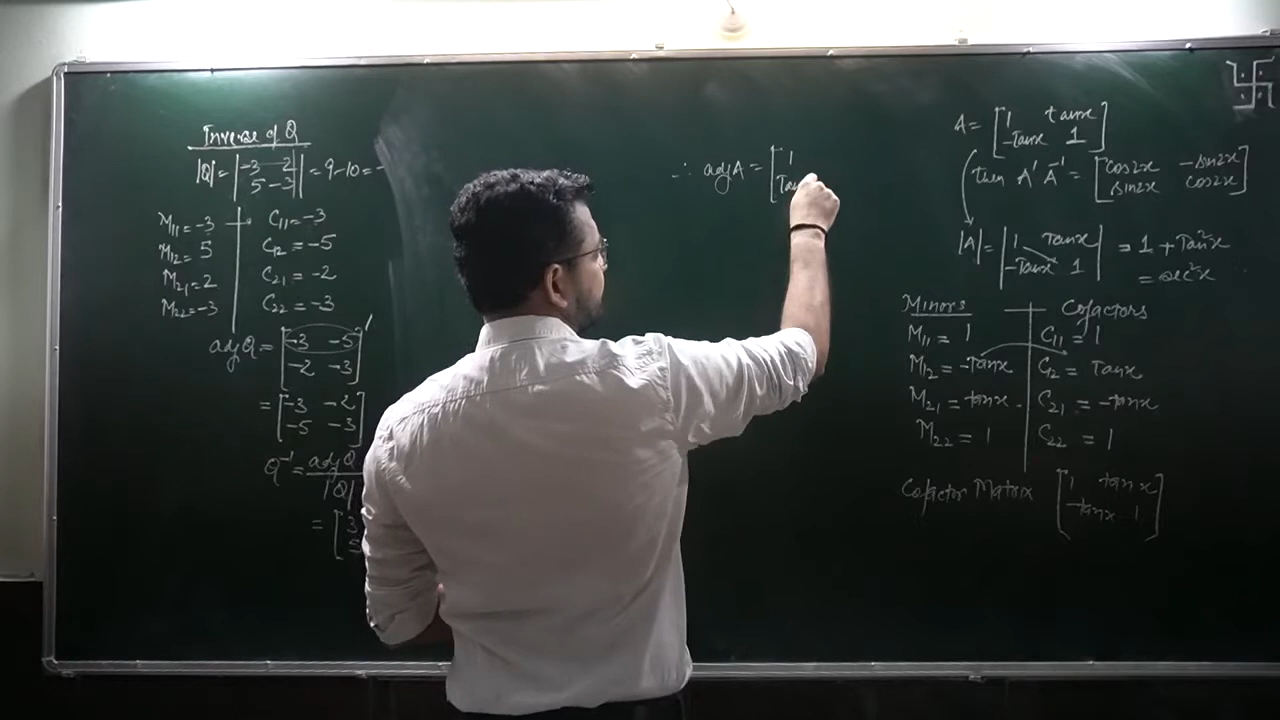 Inverse of Q
|Q| = | -3 2 | = 9-10 = -
5 -3
M11 = -3 C11 = -3
M12 = 5 C12 = -5
M21 = 2 C21 = -2
M22 = -3 C22 = -3
adj Q = [ -3 -5 ]'
-2 -3
= [ -3 -2 ]
-5 -3
Q⁻¹ = adj Q
|Q|
= [ 3
5
∴ adj A = [ 1
Tan
A = [ 1 tanx ]
-Tanx 1
then A' A⁻¹ = [ cos2x -sin2x ]
sin2x cos2x
|A| = | 1 Tanx | = 1 + Tan²x
-Tanx 1 = sec²x
Minors Cofactors
M11 = 1 C11 = 1
M12 = -Tanx C12 = Tanx
M21 = tanx C21 = -tanx
M22 = 1 C22 = 1
Cofactor Matrix [ 1 tanx ]
-tanx 1